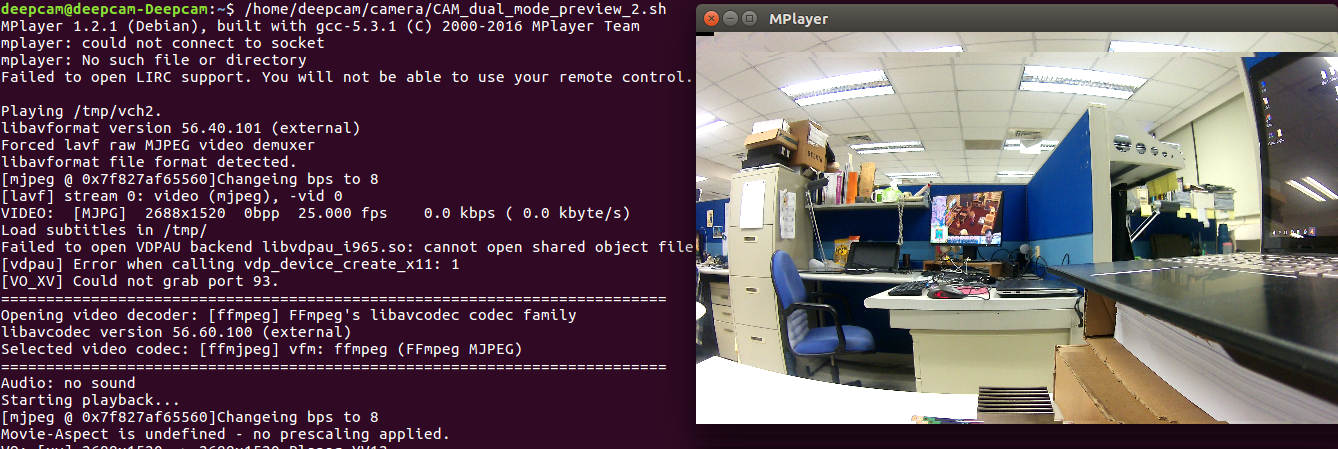 deepcam@deepcam-Deepcam:~$ /home/deepcam/camera/CAM_dual_mode_preview_2.sh
MPlayer 1.2.1 (Debian), built with gcc-5.3.1 (C) 2000-2016 MPlayer Team
mplayer: could not connect to socket
mplayer: No such file or directory
Failed to open LIRC support. You will not be able to use your remote control.
Playing /tmp/vch2.
libavformat version 56.40.101 (external)
Forced lavf raw MJPEG video demuxer
libavformat file format detected.
[mjpeg @ 0x7f827af65560]Changeing bps to 8
[lavf] stream 0: video (mjpeg), -vid 0
VIDEO:  [MJPG]  2688x1520  0bpp  25.000 fps    0.0 kbps ( 0.0 kbyte/s)
Load subtitles in /tmp/
Failed to open VDPAU backend libvdpau_i965.so: cannot open shared object file
[vdpau] Error when calling vdp_device_create_x11: 1
[VO_XV] Could not grab port 93.
==========================================================================
Opening video decoder: [ffmpeg] FFmpeg's libavcodec codec family
libavcodec version 56.60.100 (external)
Selected video codec: [ffmjpeg] vfm: ffmpeg (FFmpeg MJPEG)
==========================================================================
Audio: no sound
Starting playback...
[mjpeg @ 0x7f827af65560]Changeing bps to 8
Movie-Aspect is undefined - no prescaling applied.
MPlayer